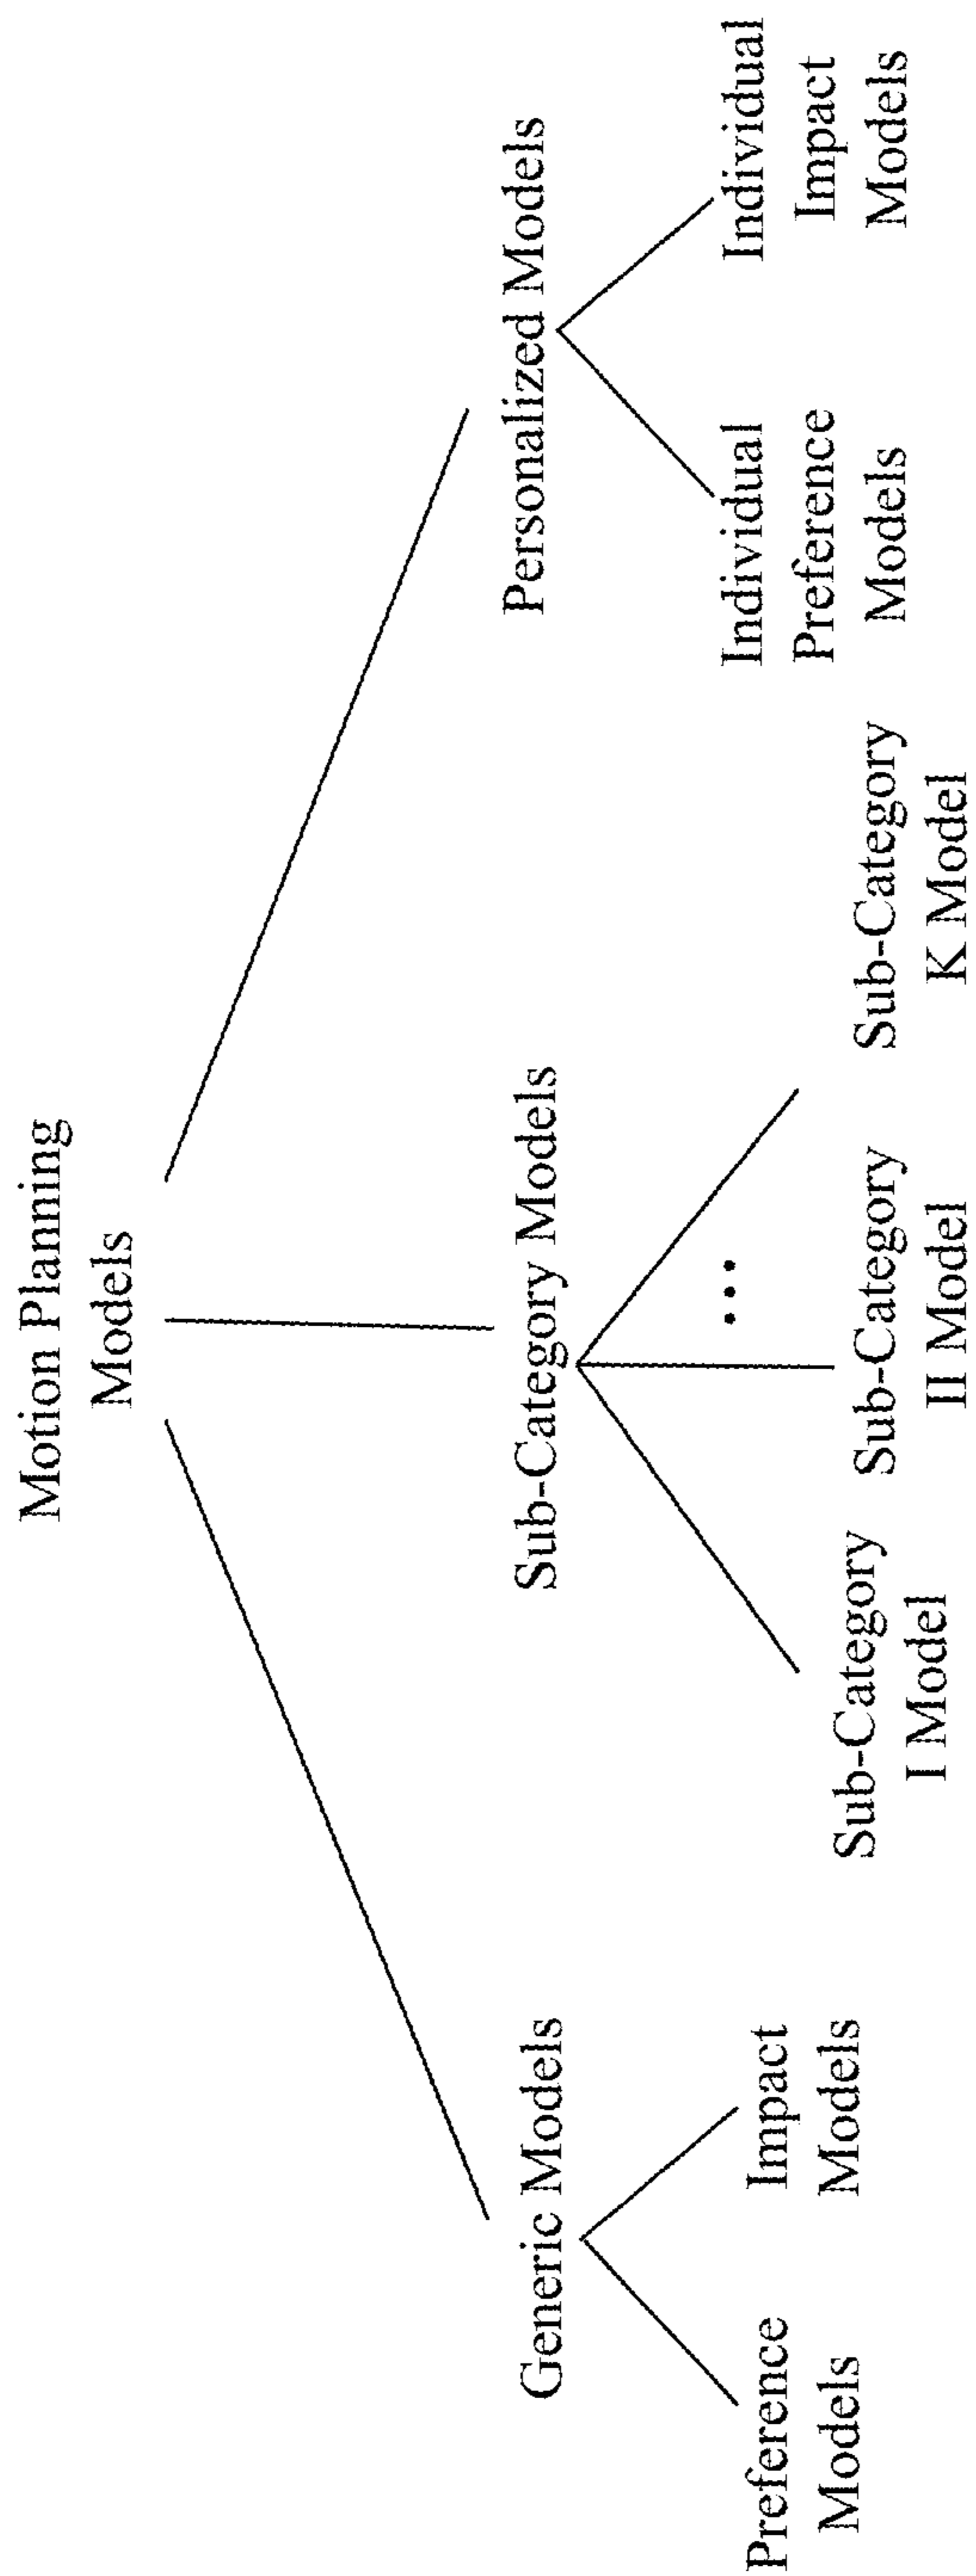 Motion Planning
Models
Generic Models
Sub-Category Models
Personalized Models
Preference
Models
Impact
Models
Sub-Category
I Model
Sub-Category
II Model
...
Sub-Category
K Model
Individual
Preference
Models
Individual
Impact
Models